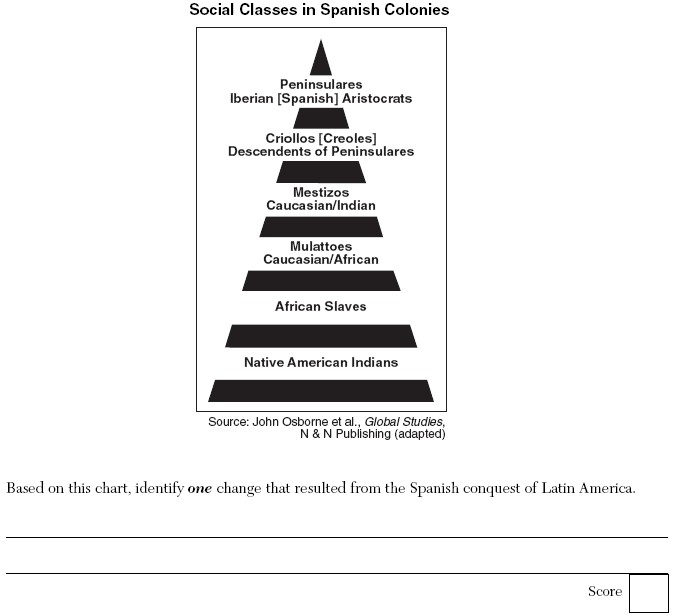 Social Classes in Spanish Colonies
Peninsulares
Iberian [Spanish] Aristocrats
Criollos [Creoles]
Descendents of Peninsulares
Mestizos
Caucasian/Indian
Mulattoes
Caucasian/African
African Slaves
Native American Indians
Source: John Osborne et al., Global Studies,
N & N Publishing (adapted)
Based on this chart, identify one change that resulted from the Spanish conquest of Latin America.
Score